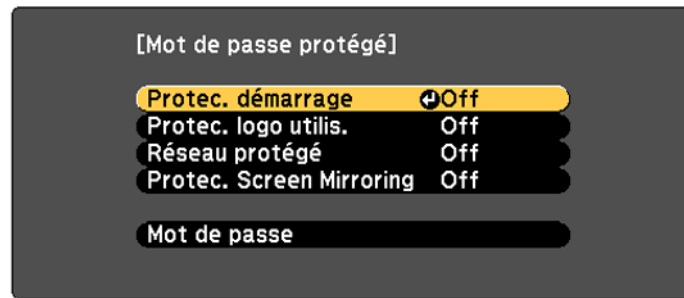 [Mot de passe protégé]
Protec. démarrage Off
Protec. logo utilis. Off
Réseau protégé Off
Protec. Screen Mirroring Off
Mot de passe